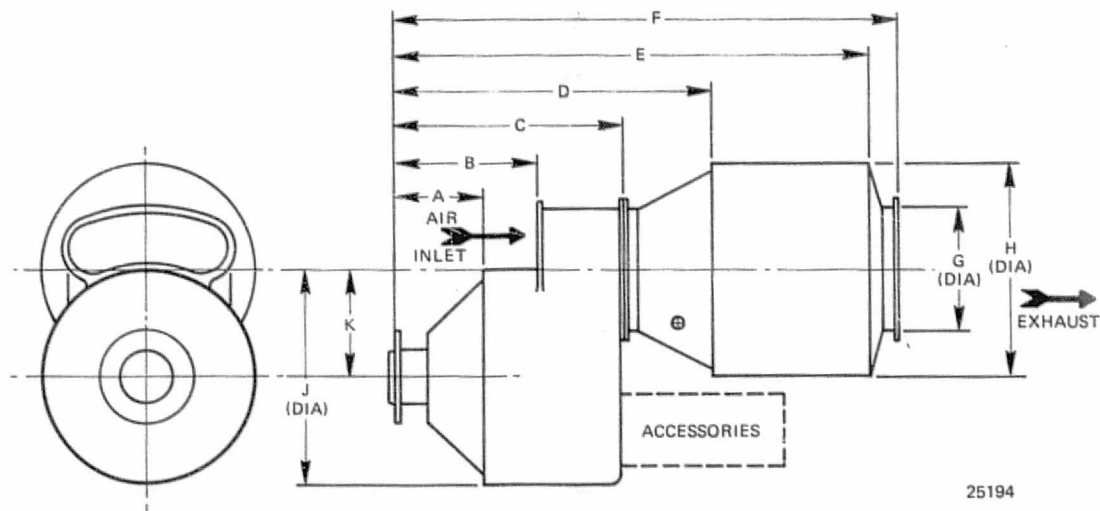 F
E
D
C
B
A
AIR
INLET
K
J
(DIA)
G
(DIA)
H
(DIA)
EXHAUST
ACCESSORIES
25194